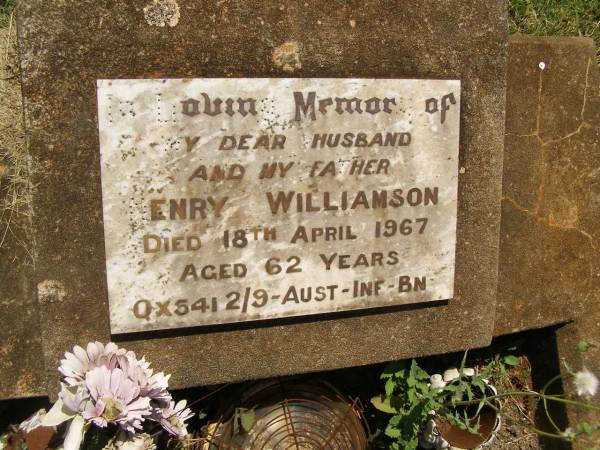 ovin Memor of
Y DEAR HUSBAND
AND MY FATHER
ENRY WILLIAMSON
DIED 18TH APRIL 1967
AGED 62 YEARS
QX541 2/9-AUST-INF-BN